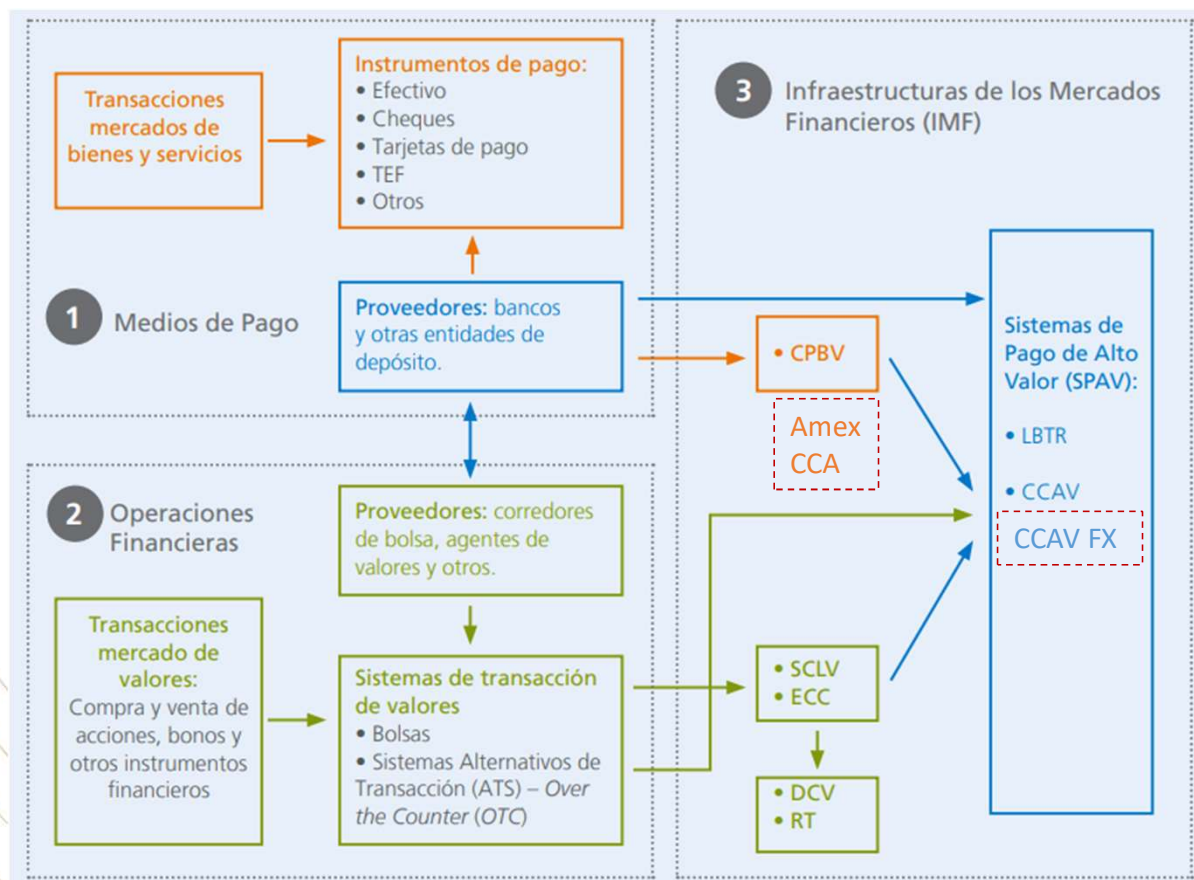 Transacciones
mercados de
bienes y servicios
Instrumentos de pago:
• Efectivo
• Cheques
• Tarjetas de pago
• TEF
• Otros
1 Medios de Pago
Proveedores: bancos
y otras entidades de
depósito.
2 Operaciones
Financieras
Proveedores: corredores
de bolsa, agentes de
valores y otros.
Transacciones
mercado de
valores:
Compra y venta de
acciones, bonos y
otros instrumentos
financieros
Sistemas de transacción
de valores
• Bolsas
• Sistemas Alternativos de
Transacción (ATS) – Over
the Counter (OTC)
3 Infraestructuras de los Mercados
Financieros (IMF)
• CPBV
Amex
CCA
• SCLV
• ECC
• DCV
• RT
Sistemas de
Pago de Alto
Valor (SPAV):
• LBTR
• CCAV
CCAV FX